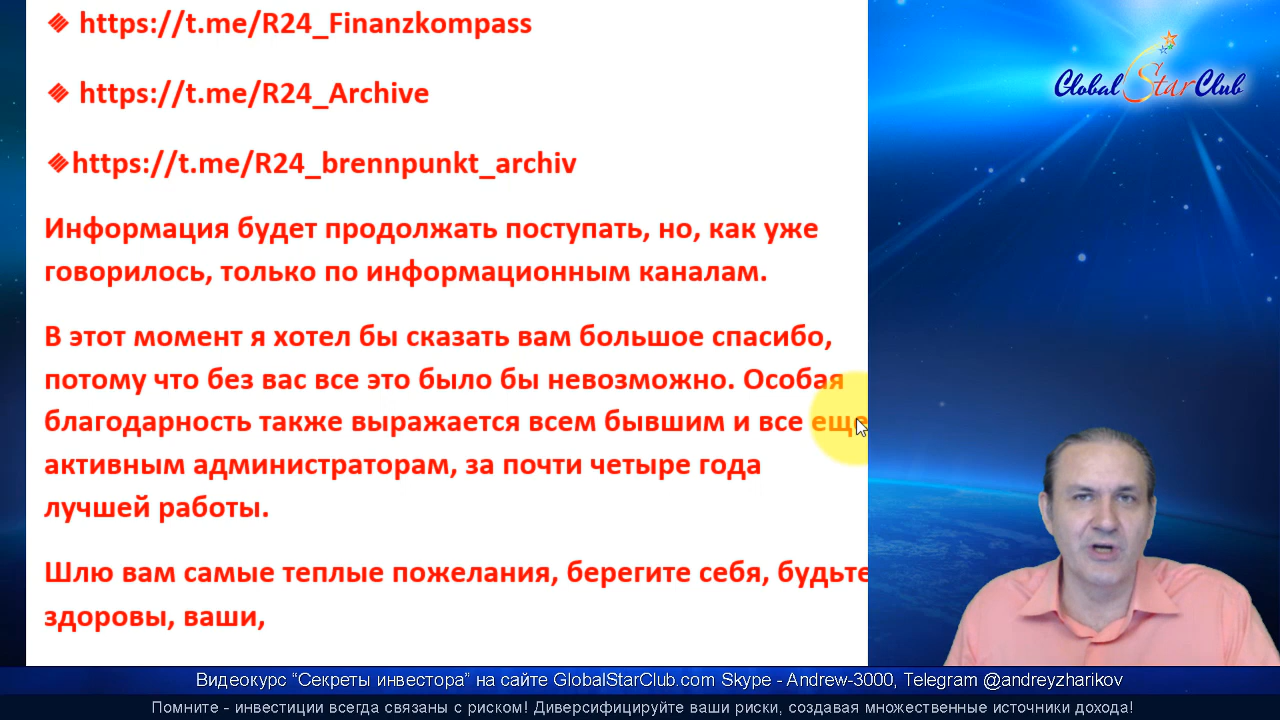 https://t.me/R24_Finanzkompass
https://t.me/R24_Archive
https://t.me/R24_brennpunkt_archiv
Информация будет продолжать поступать, но, как уже
говорилось, только по информационным каналам.
В этот момент я хотел бы сказать вам большое спасибо,
потому что без вас все это было бы невозможно. Особая
благодарность также выражается всем бывшим и все еще
активным администраторам, за почти четыре года
лучшей работы.
Шлю вам самые теплые пожелания, берегите себя, будьте
здоровы, ваши,
Global Star Club
Видеокурс “Секреты инвестора” на сайте GlobalStarClub.com Skype - Andrew-3000, Telegram @andreyzharikov
Помните - инвестиции всегда связаны с риском! Диверсифицируйте ваши риски, создавая множественные источники дохода!